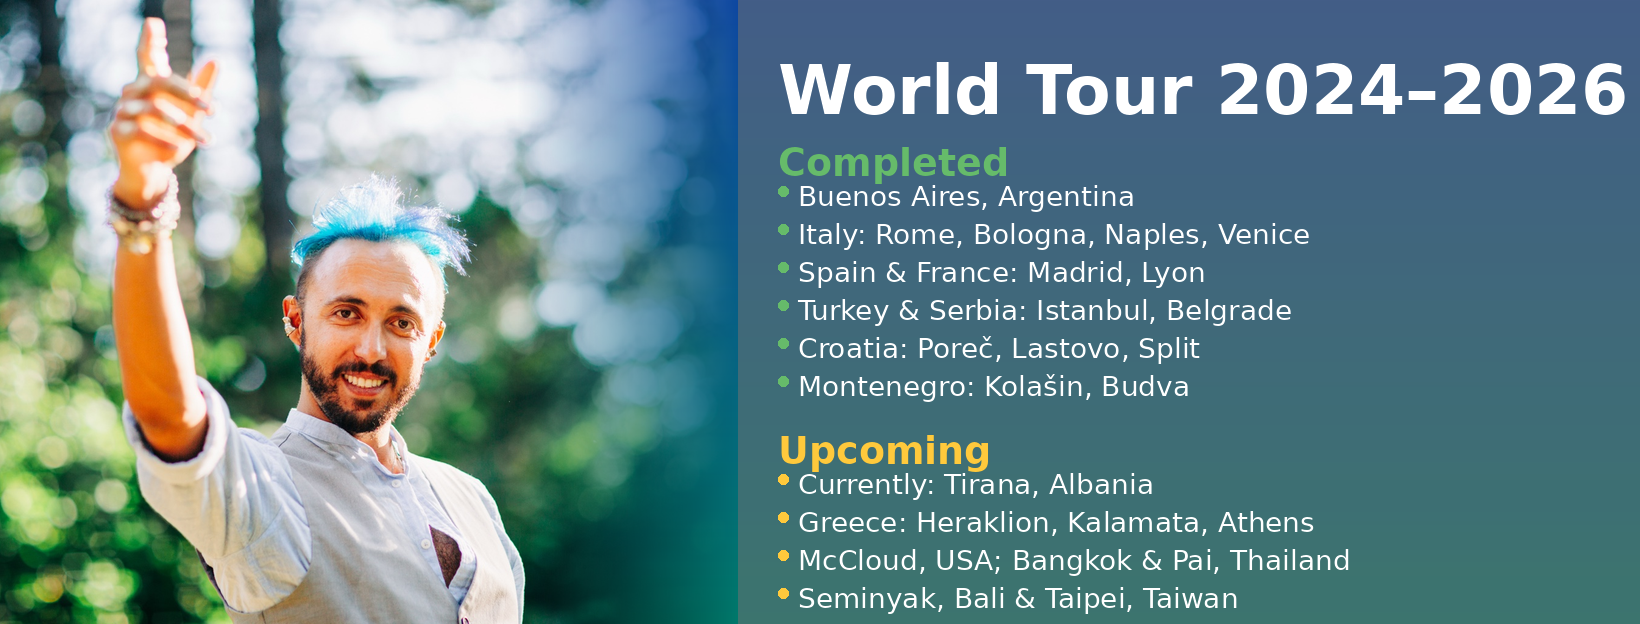 World Tour 2024–2026
Completed
Buenos Aires, Argentina
Italy: Rome, Bologna, Naples, Venice
Spain & France: Madrid, Lyon
Turkey & Serbia: Istanbul, Belgrade
Croatia: Poreč, Lastovo, Split
Montenegro: Kolašin, Budva
Upcoming
Currently: Tirana, Albania
Greece: Heraklion, Kalamata, Athens
McCloud, USA; Bangkok & Pai, Thailand
Seminyak, Bali & Taipei, Taiwan